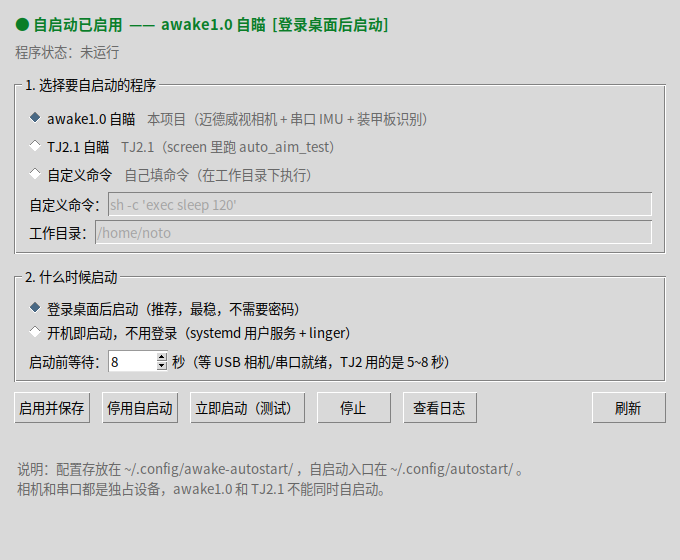 ● 自启动已启用 —— awake1.0 自瞄 [登录桌面后启动]
程序状态：未运行
1. 选择要自启动的程序
awake1.0 自瞄 本项目（迈德威视相机 + 串口 IMU + 装甲板识别）
TJ2.1 自瞄 TJ2.1（screen 里跑 auto_aim_test）
自定义命令 自己填命令（在工作目录下执行）
自定义命令： sh -c 'exec sleep 120'
工作目录： /home/noto
2. 什么时候启动
登录桌面后启动（推荐，最稳，不需要密码）
开机即启动，不用登录（systemd 用户服务 + linger）
启动前等待： 8 秒（等 USB 相机/串口就绪，TJ2 用的是 5~8 秒）
启用并保存 停用自启动 立即启动（测试） 停止 查看日志 刷新
说明：配置存放在 ~/.config/awake-autostart/ ，自启动入口在 ~/.config/autostart/ 。
相机和串口都是独占设备，awake1.0 和 TJ2.1 不能同时自启动。